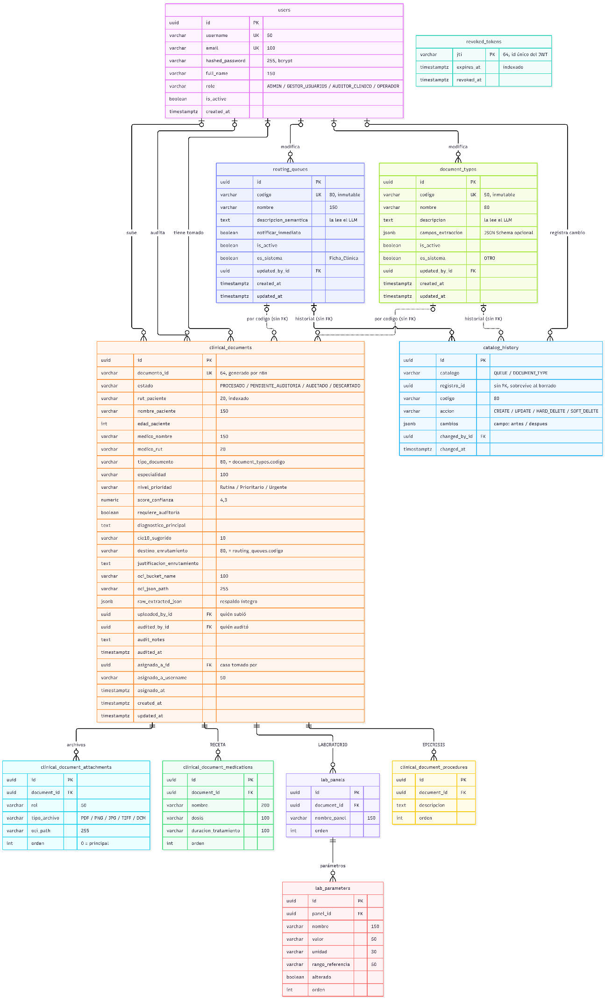 users
uuid id PK
varchar username UK 50
varchar email UK 100
varchar hashed_password 255, bcrypt
varchar full_name 150
varchar role ADMIN / GESTOR_USUARIOS / AUDITOR_CLINICO / OPERADOR
boolean is_active
timestamptz created_at
revoked_tokens
varchar jti PK 64, id único del JWT
timestamptz expires_at indexado
timestamptz revoked_at
modifica
modifica
routing_queues
uuid id PK
varchar codigo UK 80, inmutable
varchar nombre 150
text descripcion_semantica la lee el LLM
boolean notificar_inmediato
boolean is_active
boolean es_sistema Ficha_Clinica
uuid updated_by_id FK
timestamptz created_at
timestamptz updated_at
document_types
uuid id PK
varchar codigo UK 50, inmutable
varchar nombre 80
text descripcion la lee el LLM
jsonb campos_extraccion JSON Schema opcional
boolean is_active
boolean es_sistema OTRO
uuid updated_by_id FK
timestamptz created_at
timestamptz updated_at
sube
audita
tiene tomado
registra cambio
por codigo (sin FK)
historial (sin FK)
por codigo (sin FK)
historial (sin FK)
clinical_documents
uuid id PK
varchar documento_id UK 64, generado por n8n
varchar estado PROCESADO / PENDIENTE_AUDITORIA / AUDITADO / DESCARTADO
varchar rut_paciente 20, indexado
varchar nombre_paciente 150
int edad_paciente
varchar medico_nombre 150
varchar medico_rut 20
varchar tipo_documento 80, = document_types.codigo
varchar especialidad 100
varchar nivel_prioridad Rutina / Prioritario / Urgente
numeric score_confianza 4,3
boolean requiere_auditoria
text diagnostico_principal
varchar cie10_sugerido 10
varchar destino_enrutamiento 80, = routing_queues.codigo
text justificacion_enrutamiento
varchar oci_bucket_name 100
varchar oci_json_path 255
jsonb raw_extracted_json respaldo íntegro
uuid uploaded_by_id FK quién subió
uuid audited_by_id FK quién auditó
text audit_notes
timestamptz audited_at
uuid asignado_a_id FK caso tomado por
varchar asignado_a_username 50
timestamptz asignado_at
timestamptz created_at
timestamptz updated_at
catalog_history
uuid id PK
varchar catalogo QUEUE / DOCUMENT_TYPE
uuid registro_id sin FK, sobrevive al borrado
varchar codigo 80
varchar accion CREATE / UPDATE / HARD_DELETE / SOFT_DELETE
jsonb cambios campo: antes / despues
uuid changed_by_id FK
timestamptz changed_at
archivos
RECETA
LABORATORIO
EPICRISIS
clinical_document_attachments
uuid id PK
uuid document_id FK
varchar rol 50
varchar tipo_archivo PDF / PNG / JPG / TIFF / DCM
varchar oci_path 255
int orden 0 = principal
clinical_document_medications
uuid id PK
uuid document_id FK
varchar nombre 200
varchar dosis 100
varchar duracion_tratamiento 100
int orden
lab_panels
uuid id PK
uuid document_id FK
varchar nombre_panel 150
int orden
clinical_document_procedures
uuid id PK
uuid document_id FK
text descripcion
int orden
parámetros
lab_parameters
uuid id PK
uuid panel_id FK
varchar nombre 150
varchar valor 50
varchar unidad 30
varchar rango_referencia 50
boolean alterado
int orden